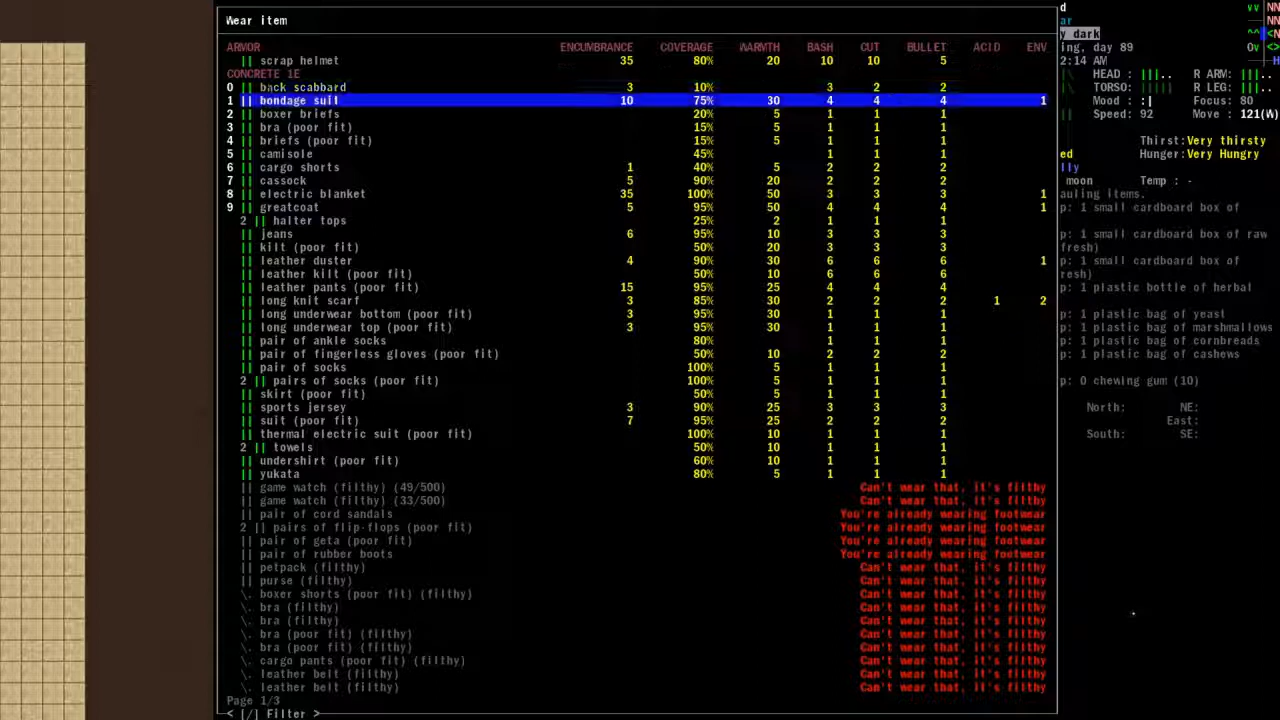 Wear item
ARMOR ENCUMBRANCE COVERAGE WARMTH BASH CUT BULLET ACID ENV
scrap helmet 35 80% 20 10 10 5
CONCRETE 1E
0 || back scabbard 3 10% 3 2 2
1 || bondage suit 10 75% 30 4 4 4 1
2 || boxer briefs 20% 5 1 1 1
3 || bra (poor fit) 15% 5 1 1 1
4 || briefs (poor fit) 15% 5 1 1 1
5 || camisole 45% 1 1 1
6 || cargo shorts 1 40% 5 2 2 2
7 || cassock 5 90% 20 2 2 2
8 || electric blanket 35 100% 50 3 3 3 1
9 || greatcoat 5 95% 50 4 4 4 1
2 || halter tops 25% 2 1 1 1
|| jeans 6 95% 10 3 3 3
|| kilt (poor fit) 50% 20 3 3 3
|| leather duster 4 90% 30 6 6 6 1
|| leather kilt (poor fit) 50% 10 6 6 6
|| leather pants (poor fit) 15 95% 25 4 4 4
|| long knit scarf 3 85% 30 2 2 2 1 2
|| long underwear bottom (poor fit) 3 95% 30 1 1 1
|| long underwear top (poor fit) 3 95% 30 1 1 1
|| pair of ankle socks 80% 1 1 1
|| pair of fingerless gloves (poor fit) 50% 10 2 2 2
|| pair of socks 100% 5 1 1 1
2 || pairs of socks (poor fit) 100% 5 1 1 1
|| skirt (poor fit) 50% 5 1 1 1
|| sports jersey 3 90% 25 3 3 3
|| suit (poor fit) 7 95% 25 2 2 2
|| thermal electric suit (poor fit) 100% 10 1 1 1
2 || towels 50% 10 1 1 1
|| undershirt (poor fit) 60% 10 1 1 1
|| yukata 80% 5 1 1 1
|| game watch (filthy) (49/500) Can't wear that, it's filthy
|| game watch (filthy) (33/500) Can't wear that, it's filthy
|| pair of cord sandals You're already wearing footwear
2 || pairs of flip-flops (poor fit) You're already wearing footwear
|| pair of geta (poor fit) You're already wearing footwear
|| pair of rubber boots You're already wearing footwear
|| petpack (filthy) Can't wear that, it's filthy
|| purse (filthy) Can't wear that, it's filthy
\. boxer shorts (poor fit) (filthy) Can't wear that, it's filthy
\. bra (filthy) Can't wear that, it's filthy
\. bra (filthy) Can't wear that, it's filthy
\. bra (poor fit) (filthy) Can't wear that, it's filthy
\. bra (poor fit) (filthy) Can't wear that, it's filthy
\. cargo pants (poor fit) (filthy) Can't wear that, it's filthy
\. leather belt (filthy) Can't wear that, it's filthy
\. leather belt (filthy) Can't wear that, it's filthy
Page 1/3
< [/] Filter >
d
ar
y dark
ing, day 89
2:14 AM
HEAD : |||.. R ARM: |||..
TORSO: ||||| R LEG: |||..
Mood : :| Focus: 80
Speed: 92 Move : 121(W)
Thirst:Very thirsty
ed Hunger:Very Hungry
lly
moon Temp : -
auling items.
p: 1 small cardboard box of
p: 1 small cardboard box of raw
fresh)
p: 1 small cardboard box of
resh)
p: 1 plastic bottle of herbal
p: 1 plastic bag of yeast
p: 1 plastic bag of marshmallows
p: 1 plastic bag of cornbreads
p: 1 plastic bag of cashews
p: 0 chewing gum (10)
North: NE:
East:
South: SE: